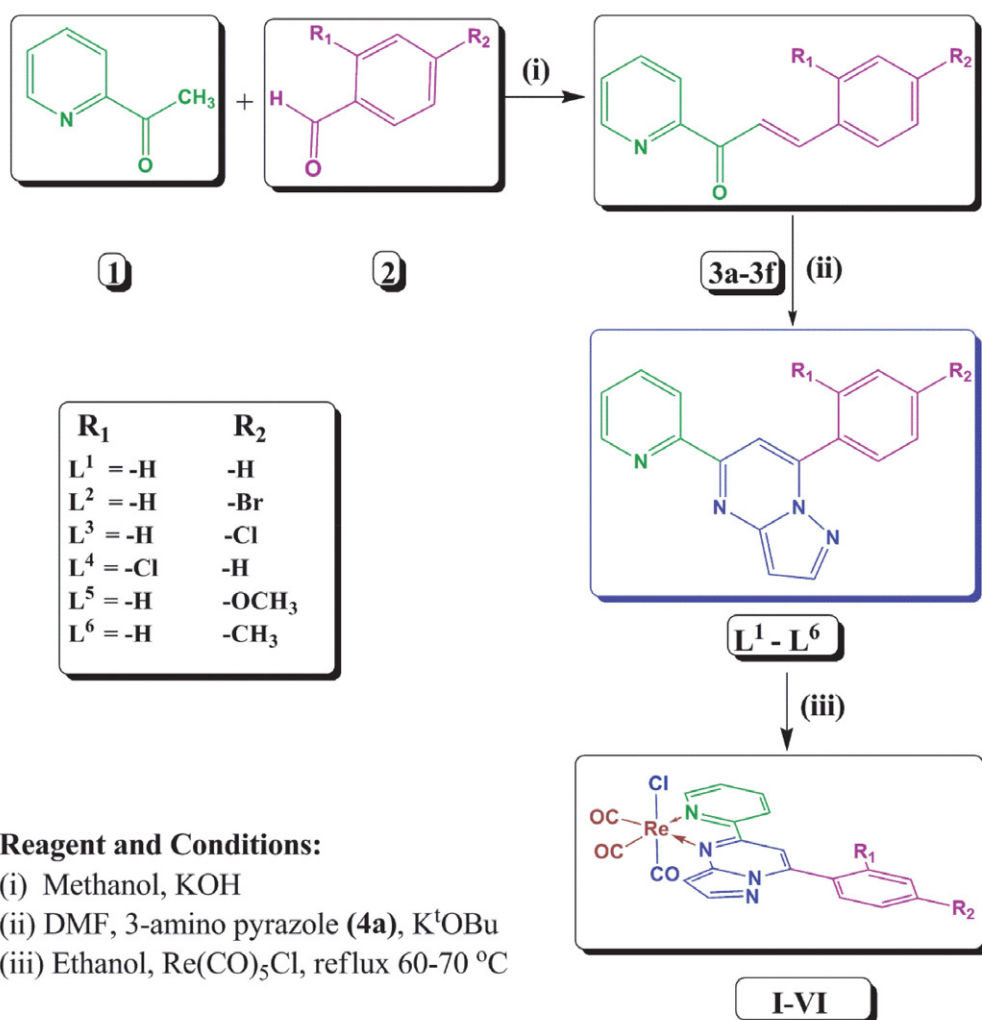 R₁
R₂
(i)
R₁
R₂
CH₃
+
H
N
O
O
N
O
1
2
3a-3f
(ii)
R₁
R₂
N
N
N
N
R₁ R₂
L¹ = -H -H
L² = -H -Br
L³ = -H -Cl
L⁴ = -Cl -H
L⁵ = -H -OCH₃
L⁶ = -H -CH₃
L¹ - L⁶
(iii)
Cl
OC
N
Re
OC
N
CO
N
N
R₁
R₂
Reagent and Conditions:
(i) Methanol, KOH
(ii) DMF, 3-amino pyrazole (4a), KᵗOBu
(iii) Ethanol, Re(CO)₅Cl, reflux 60-70 °C
I-VI